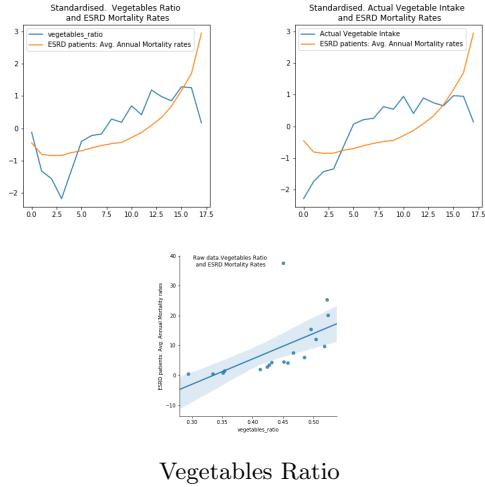 Standardised.  Vegetables Ratio
and ESRD Mortality Rates
vegetables_ratio
ESRD patients: Avg. Annual Mortality rates
3
2
1
0
−1
−2
0.0 2.5 5.0 7.5 10.0 12.5 15.0 17.5
Standardised. Actual Vegetable Intake
and ESRD Mortality Rates
Actual Vegetable Intake
ESRD patients: Avg. Annual Mortality rates
3
2
1
0
−1
−2
0.0 2.5 5.0 7.5 10.0 12.5 15.0 17.5
Raw data.Vegetables Ratio
and ESRD Mortality Rates
ESRD patients: Avg. Annual Mortality rates
40
30
20
10
0
−10
0.30 0.35 0.40 0.45 0.50
vegetables_ratio
Vegetables Ratio